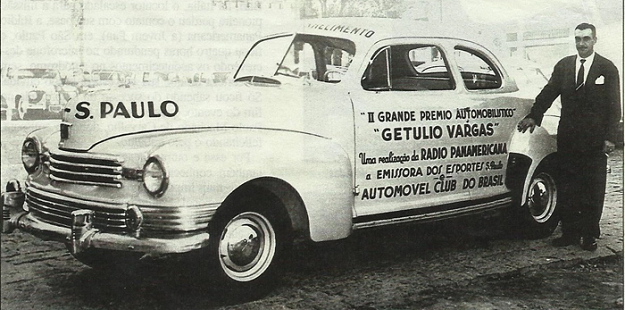 S. PAULO
"II GRANDE PREMIO AUTOMOBILISTICO"
"GETULIO VARGAS"
Uma realização da RADIO PANAMERICANA
a EMISSORA DOS ESPORTES S. Paulo
AUTOMOVEL CLUB DO BRASIL